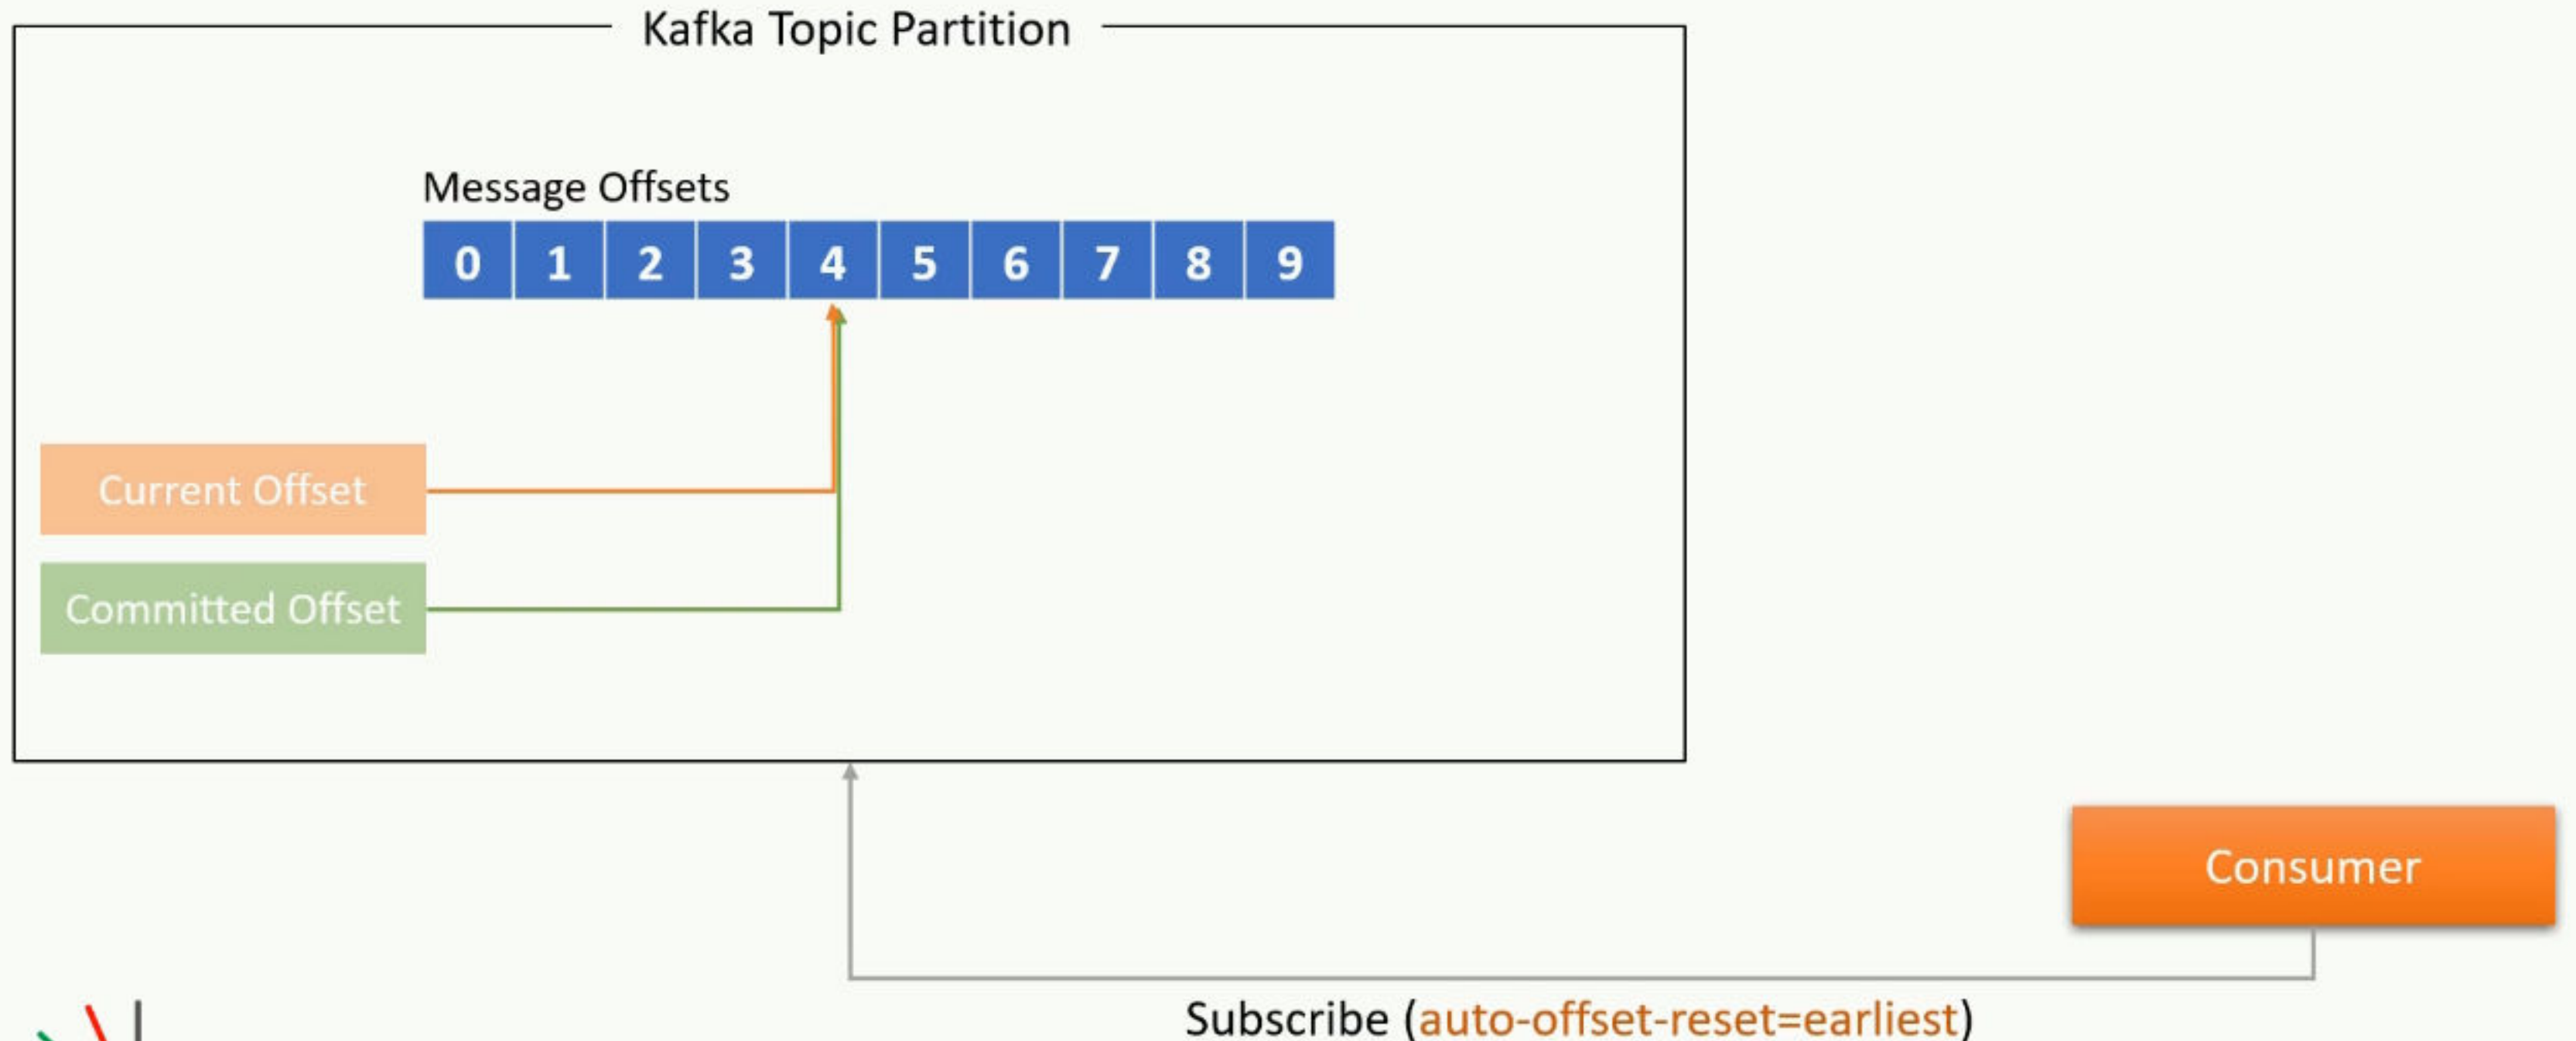 Kafka Topic Partition
Message Offsets
0 1 2 3 4 5 6 7 8 9
Current Offset
Committed Offset
Consumer
Subscribe (auto-offset-reset=earliest)